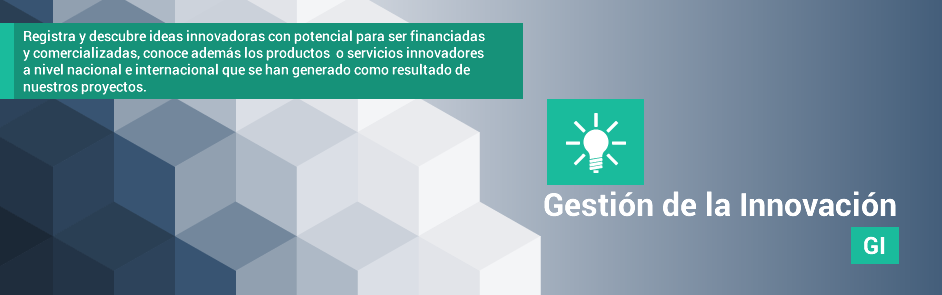 Registra y descubre ideas innovadoras con potencial para ser financiadas
y comercializadas, conoce además los productos o servicios innovadores
a nivel nacional e internacional que se han generado como resultado de
nuestros proyectos.
Gestión de la Innovación
GI